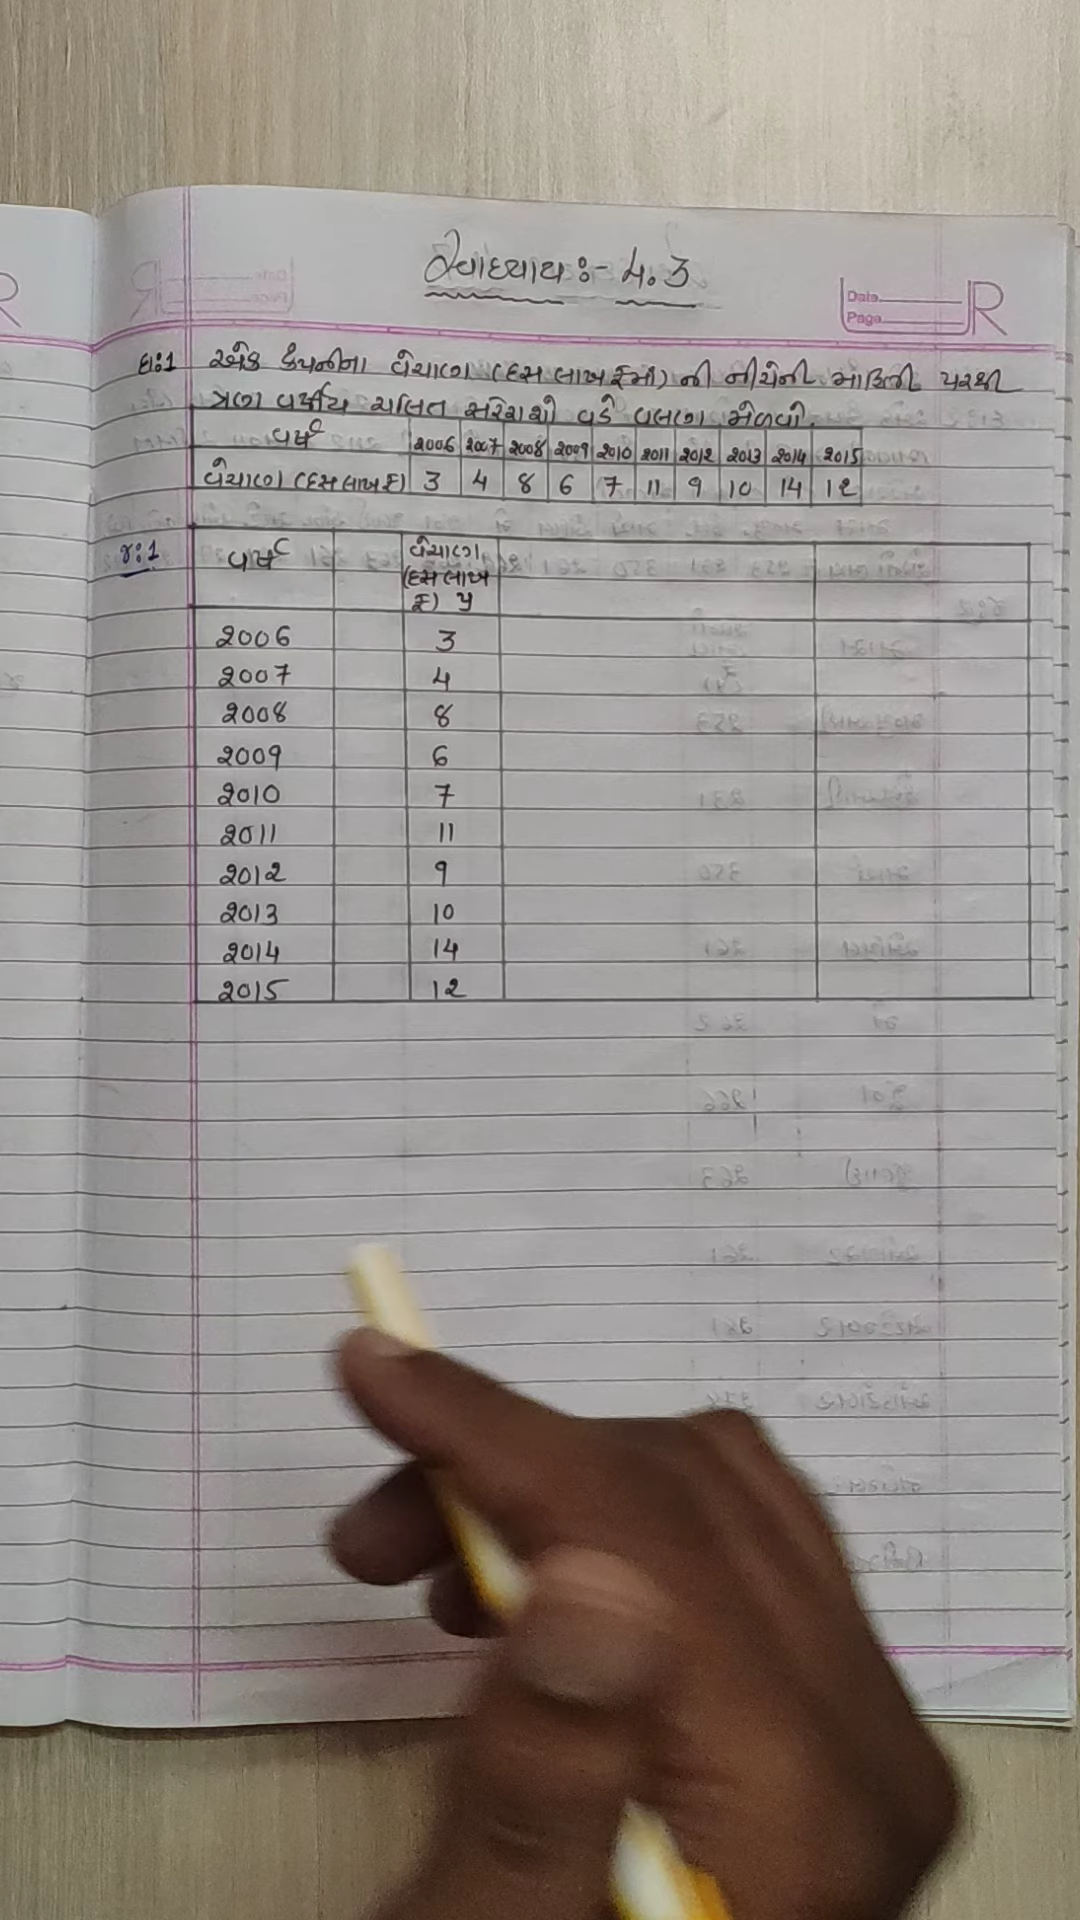 સ્વાધ્યાય :- 4.3
Date
Page
R
દા:1 એક કંપનીના વેચાણ (દસ લાખ ₹માં) ની નીચેની માહિતી પરથી
ત્રણ વર્ષીય ચલિત સરેરાશો વડે વલણ મેળવો.
વર્ષ 2006 2007 2008 2009 2010 2011 2012 2013 2014 2015
વેચાણ (દસ લાખ ₹) 3 4 8 6 7 11 9 10 14 12
જ:1 વર્ષ વેચાણ
(દસ લાખ
₹) y
2006 3
2007 4
2008 8
2009 6
2010 7
2011 11
2012 9
2013 10
2014 14
2015 12